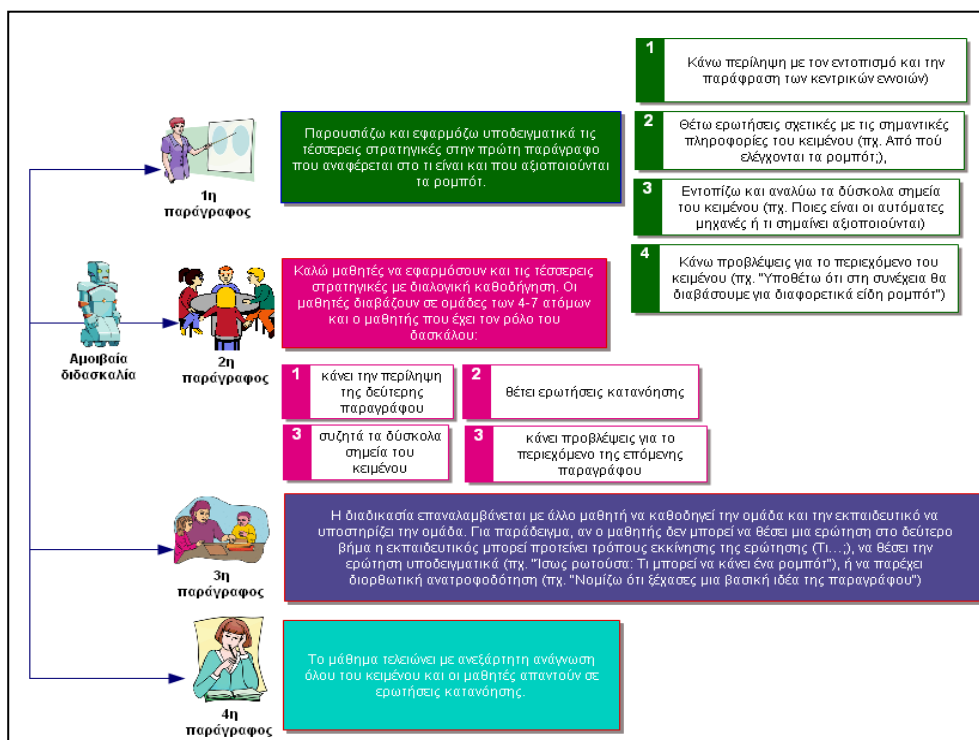 Αμοιβαία
διδασκαλία
1η
παράγραφος
Παρουσιάζω και εφαρμόζω υποδειγματικά τις
τέσσερεις στρατηγικές στην πρώτη παράγραφο
που αναφέρεται στο τι είναι και που αξιοποιούνται
τα ρομπότ.
1
Κάνω περίληψη με τον εντοπισμό και την
παράφραση των κεντρικών εννοιών)
2
Θέτω ερωτήσεις σχετικές με τις σημαντικές
πληροφορίες του κειμένου (πχ. Από πού
ελέγχονται τα ρομπότ;),
3
Εντοπίζω και αναλύω τα δύσκολα σημεία
του κειμένου (πχ. Ποιες είναι οι αυτόματες
μηχανές ή τι σημαίνει αξιοποιούνται)
4
Κάνω προβλέψεις για το περιεχόμενο του
κειμένου (πχ. "Υποθέτω ότι στη συνέχεια θα
διαβάσουμε για διαφορετικά είδη ρομπότ")
2η
παράγραφος
Καλώ μαθητές να εφαρμόσουν και τις τέσσερεις
στρατηγικές με διαλογική καθοδήγηση. Οι
μαθητές διαβάζουν σε ομάδες των 4-7 ατόμων
και ο μαθητής που έχει τον ρόλο του
δασκάλου:
1
κάνει την περίληψη
της δεύτερης
παραγράφου
2
θέτει ερωτήσεις κατανόησης
3
συζητά τα δύσκολα
σημεία του
κειμένου
3
κάνει προβλέψεις για το
περιεχόμενο της επόμενης
παραγράφου
3η
παράγραφος
Η διαδικασία επαναλαμβάνεται με άλλο μαθητή να καθοδηγεί την ομάδα και την εκπαιδευτικό να
υποστηρίζει την ομάδα. Για παράδειγμα, αν ο μαθητής δεν μπορεί να θέσει μια ερώτηση στο δεύτερο
βήμα η εκπαιδευτικός μπορεί προτείνει τρόπους εκκίνησης της ερώτησης (Τι...;), να θέσει την
ερώτηση υποδειγματικά (πχ. "Ίσως ρωτούσα: Τι μπορεί να κάνει ένα ρομπότ"), ή να παρέχει
διορθωτική ανατροφοδότηση (πχ. "Νομίζω ότι ξέχασες μια βασική ιδέα της παραγράφου")
4η
παράγραφος
Το μάθημα τελειώνει με ανεξάρτητη ανάγνωση
όλου του κειμένου και οι μαθητές απαντούν σε
ερωτήσεις κατανόησης.